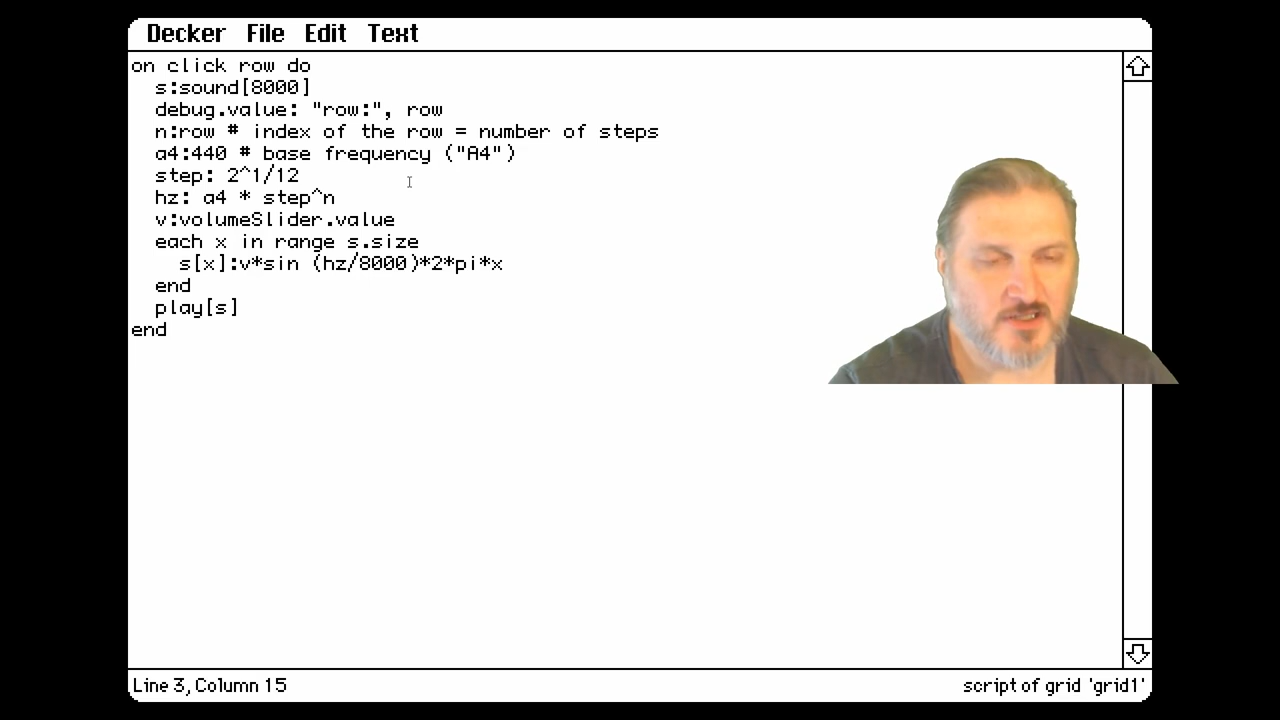 Decker File Edit Text
on click row do
s:sound[8000]
debug.value: "row:", row
n:row # index of the row = number of steps
a4:440 # base frequency ("A4")
step: 2^1/12
hz: a4 * step^n
v:volumeSlider.value
each x in range s.size
s[x]:v*sin (hz/8000)*2*pi*x
end
play[s]
end
Line 3, Column 15
script of grid 'grid1'